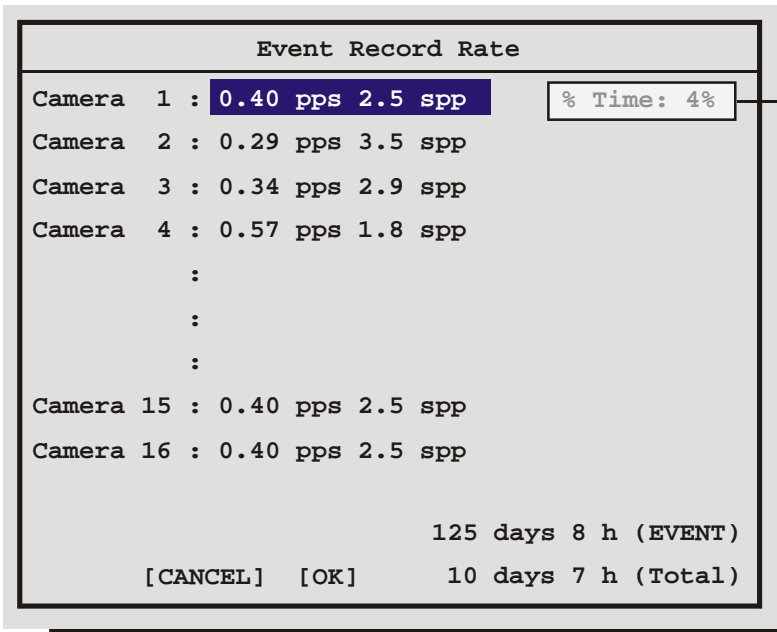 Event Record Rate
Camera 1 : 0.40 pps 2.5 spp % Time: 4%
Camera 2 : 0.29 pps 3.5 spp
Camera 3 : 0.34 pps 2.9 spp
Camera 4 : 0.57 pps 1.8 spp
:
:
:
Camera 15 : 0.40 pps 2.5 spp
Camera 16 : 0.40 pps 2.5 spp
125 days 8 h (EVENT)
[CANCEL] [OK] 10 days 7 h (Total)